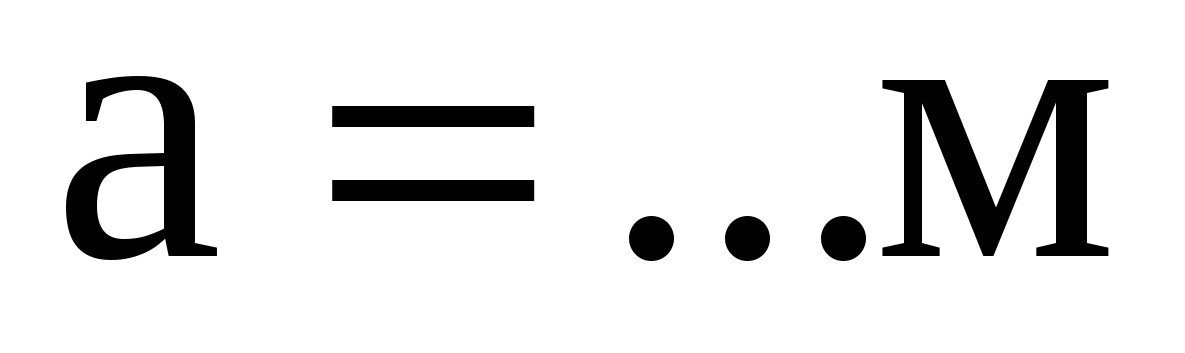 а = …м